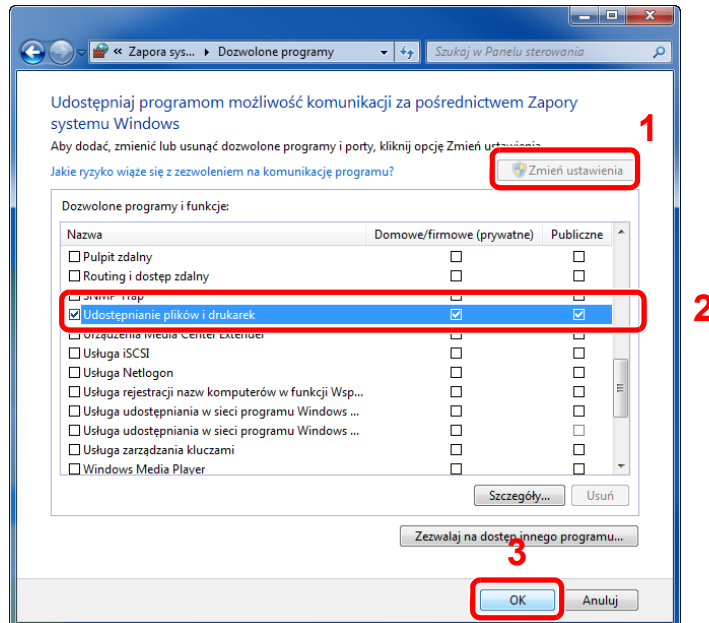 « Zapora sys... ▸ Dozwolone programy
Szukaj w Panelu sterowania
Udostępniaj programom możliwość komunikacji za pośrednictwem Zapory
systemu Windows
1
Aby dodać, zmienić lub usunąć dozwolone programy i porty, kliknij opcję Zmień ustawienia.
Jakie ryzyko wiąże się z zezwoleniem na komunikację programu?
Zmień ustawienia
Dozwolone programy i funkcje:
Nazwa Domowe/firmowe (prywatne) Publiczne
Pulpit zdalny
Routing i dostęp zdalny
SNMP Trap
Udostępnianie plików i drukarek
2
Urządzenia Media Center Extender
Usługa iSCSI
Usługa Netlogon
Usługa rejestracji nazw komputerów w funkcji Wsp...
Usługa udostępniania w sieci programu Windows ...
Usługa udostępniania w sieci programu Windows ...
Usługa zarządzania kluczami
Windows Media Player
Szczegóły... Usuń
Zezwalaj na dostęp innego programu...
3
OK Anuluj